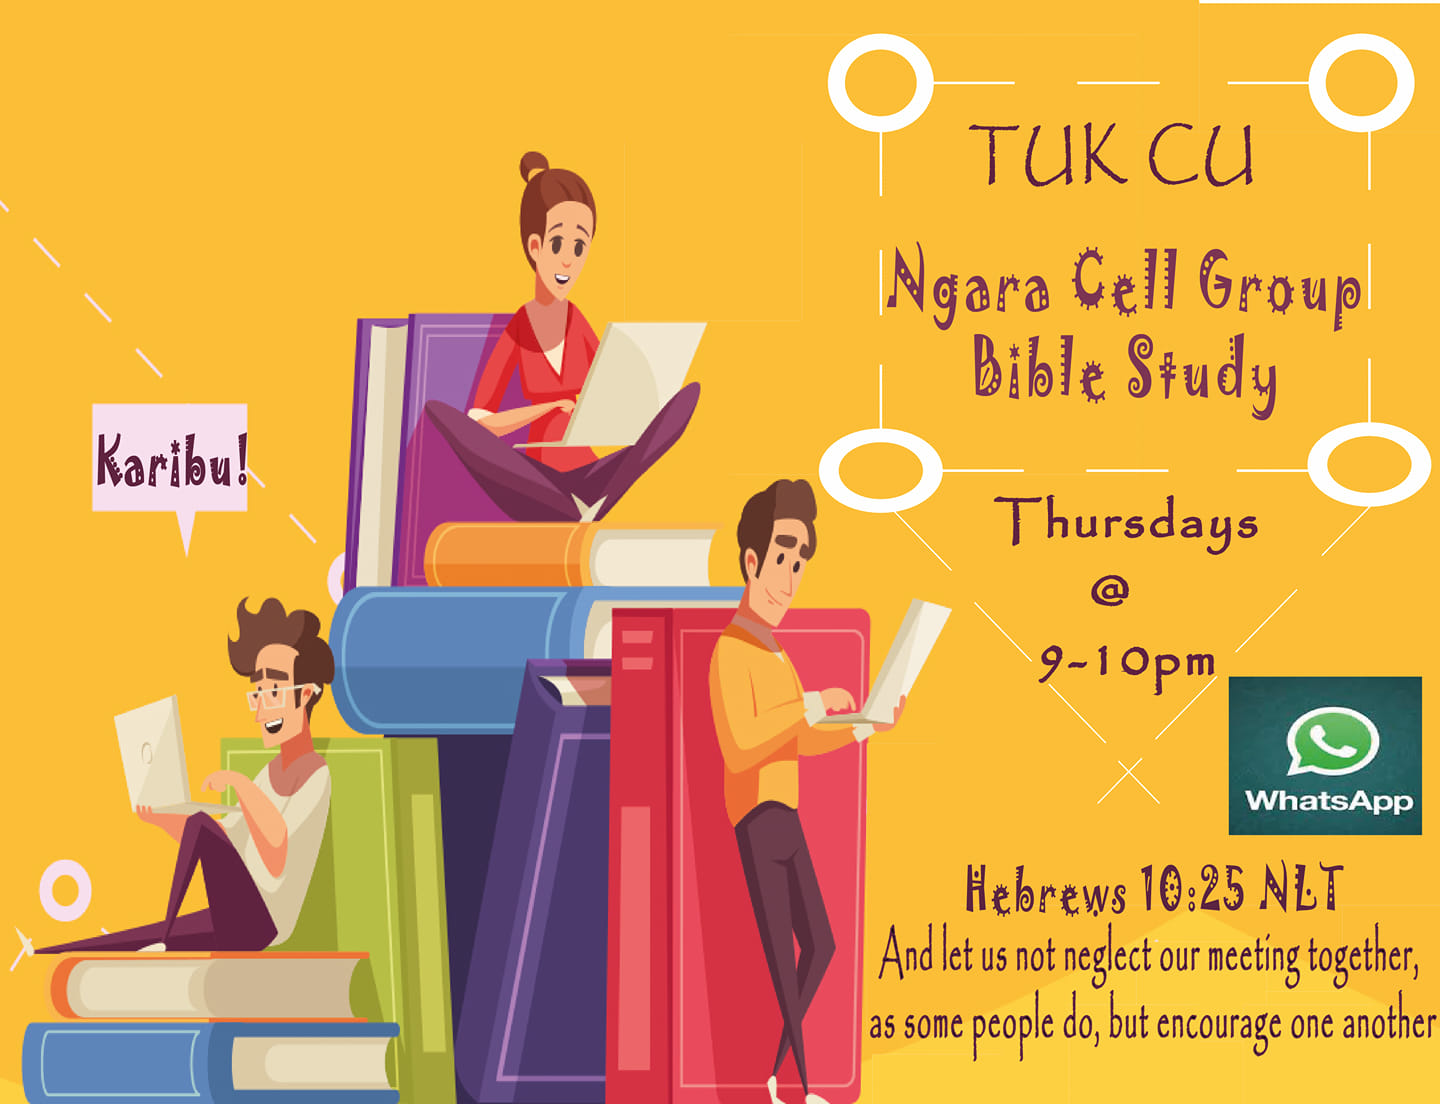 TUK CU
Ngara Cell Group
Bible Study
Karibu!
Thursdays
@
9-10pm
WhatsApp
Hebrews 10:25 NLT
And let us not neglect our meeting together,
as some people do, but encourage one another